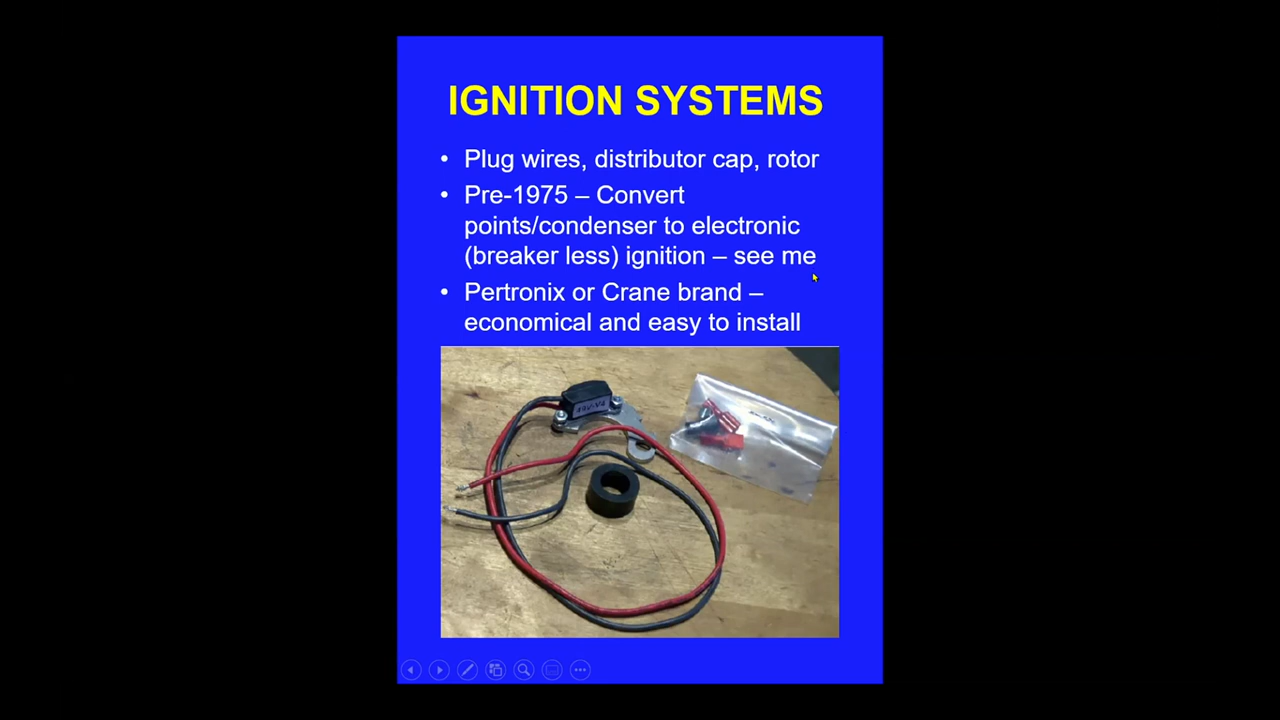 IGNITION SYSTEMS
• Plug wires, distributor cap, rotor
• Pre-1975 – Convert
points/condenser to electronic
(breaker less) ignition – see me
• Pertronix or Crane brand –
economical and easy to install